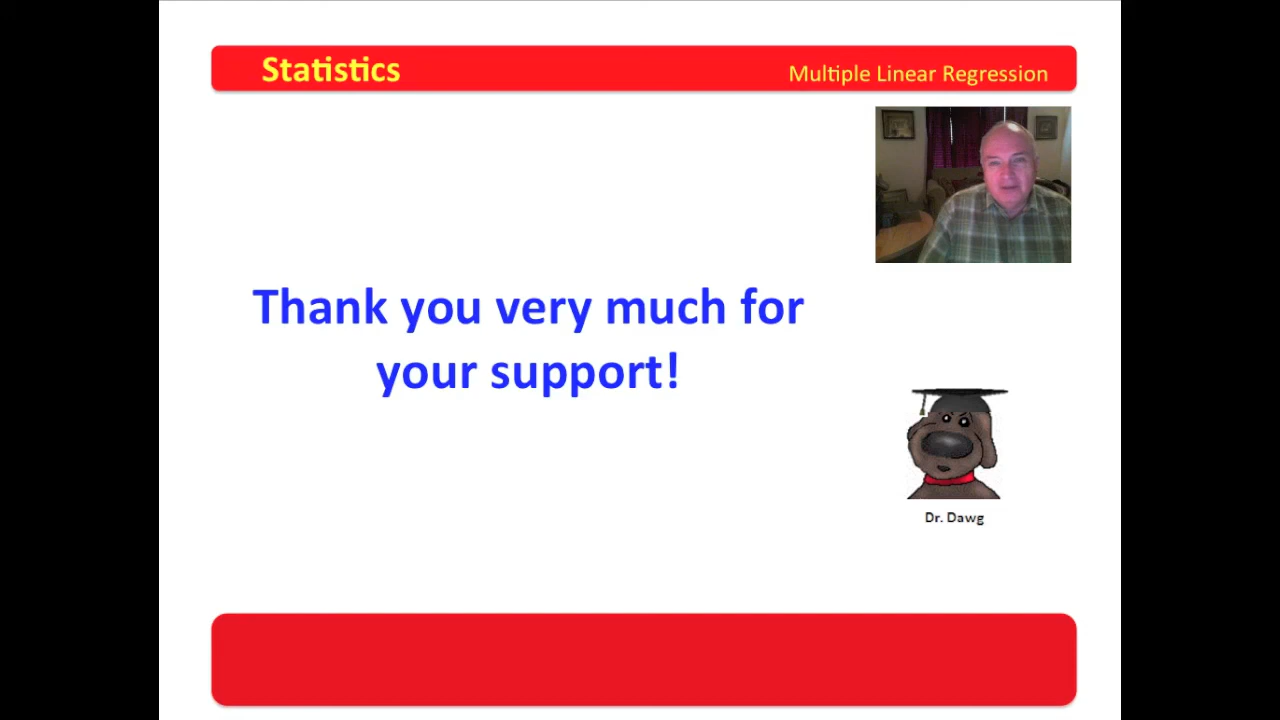 Statistics
Multiple Linear Regression
Thank you very much for
your support!
Dr. Dawg